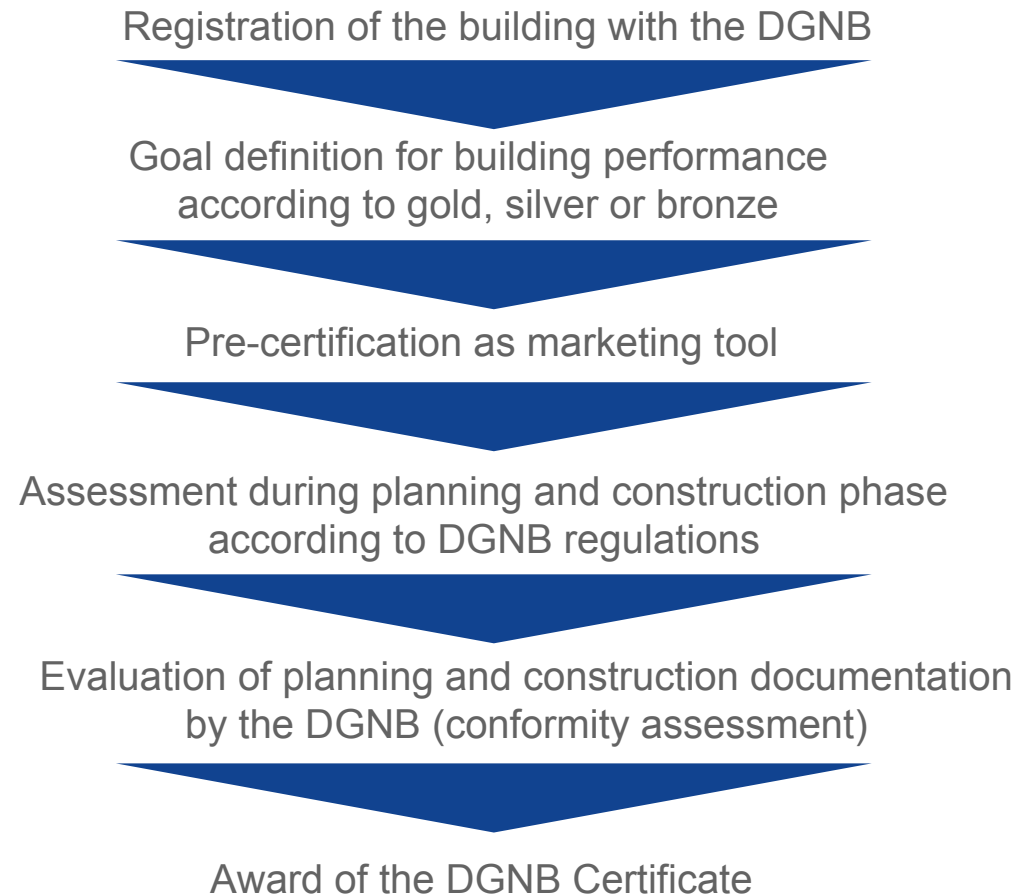 Registration of the building with the DGNB
Goal definition for building performance
according to gold, silver or bronze
Pre-certification as marketing tool
Assessment during planning and construction phase
according to DGNB regulations
Evaluation of planning and construction documentation
by the DGNB (conformity assessment)
Award of the DGNB Certificate